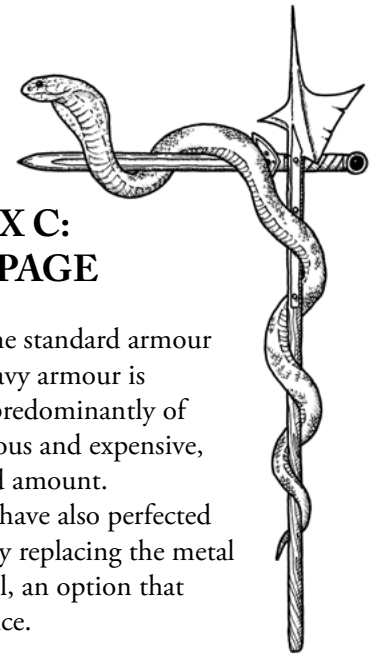 X C:
PAGE
ne standard armour
avy armour is
predominantly of
ous and expensive,
d amount.
have also perfected
y replacing the metal
l, an option that
ce.